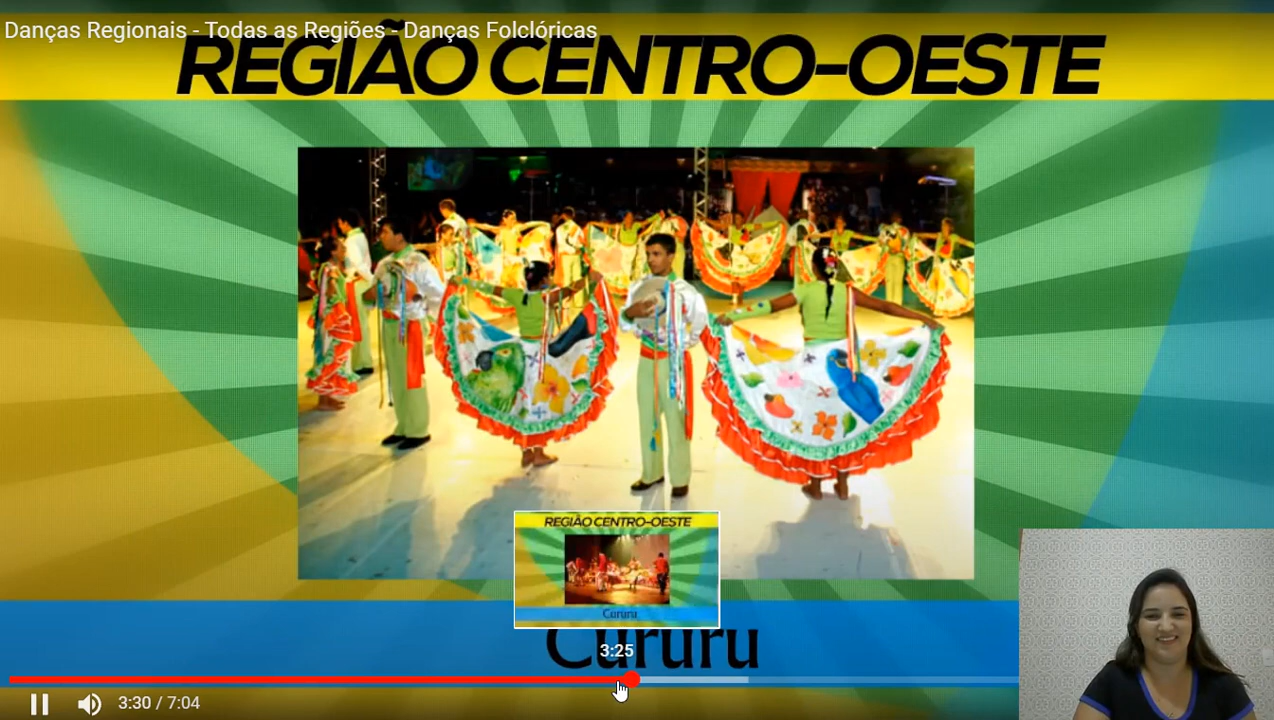 Danças Regionais - Todas as Regiões - Danças Folclóricas
REGIÃO CENTRO-OESTE
REGIÃO CENTRO-OESTE
Cururu
Cururu
3:25
3:30 / 7:04